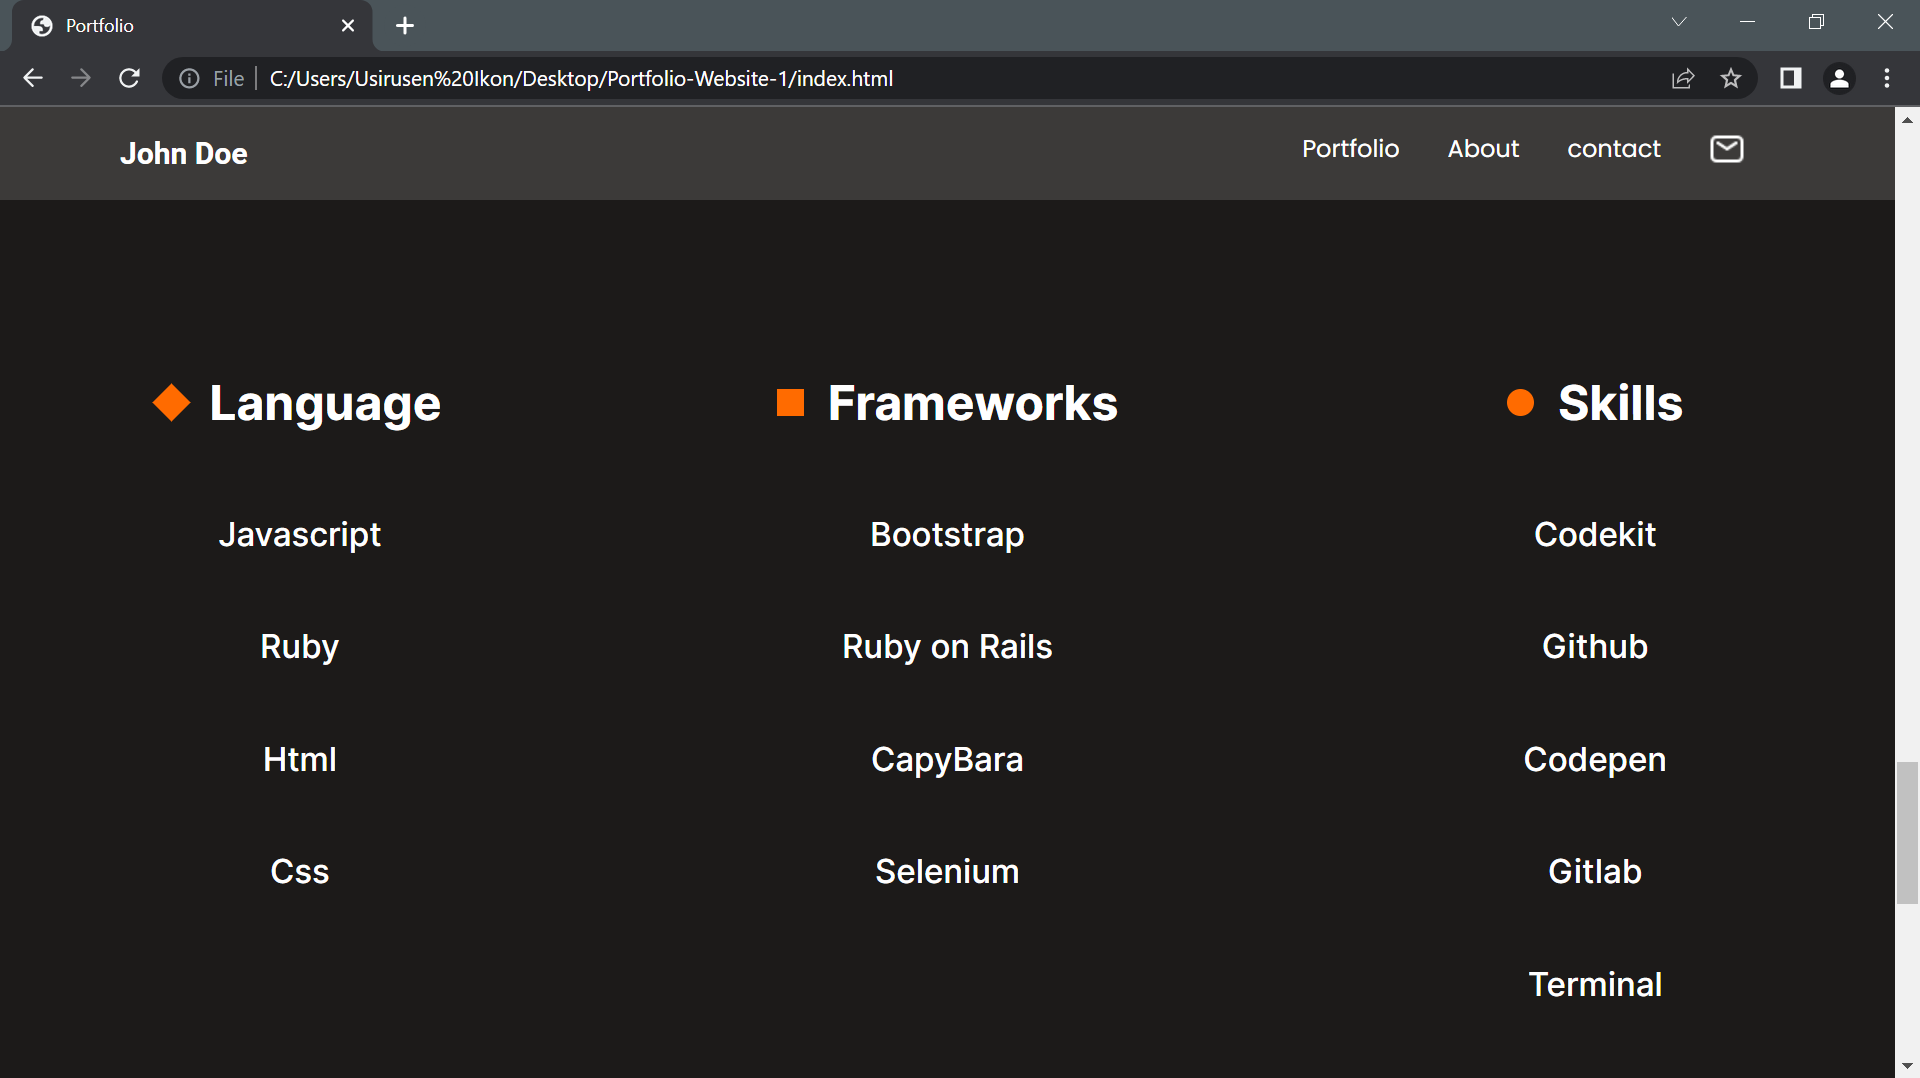 Portfolio
File C:/Users/Usirusen%20Ikon/Desktop/Portfolio-Website-1/index.html
John Doe Portfolio About contact
Language Frameworks Skills
Javascript Bootstrap Codekit
Ruby Ruby on Rails Github
Html CapyBara Codepen
Css Selenium Gitlab
Terminal